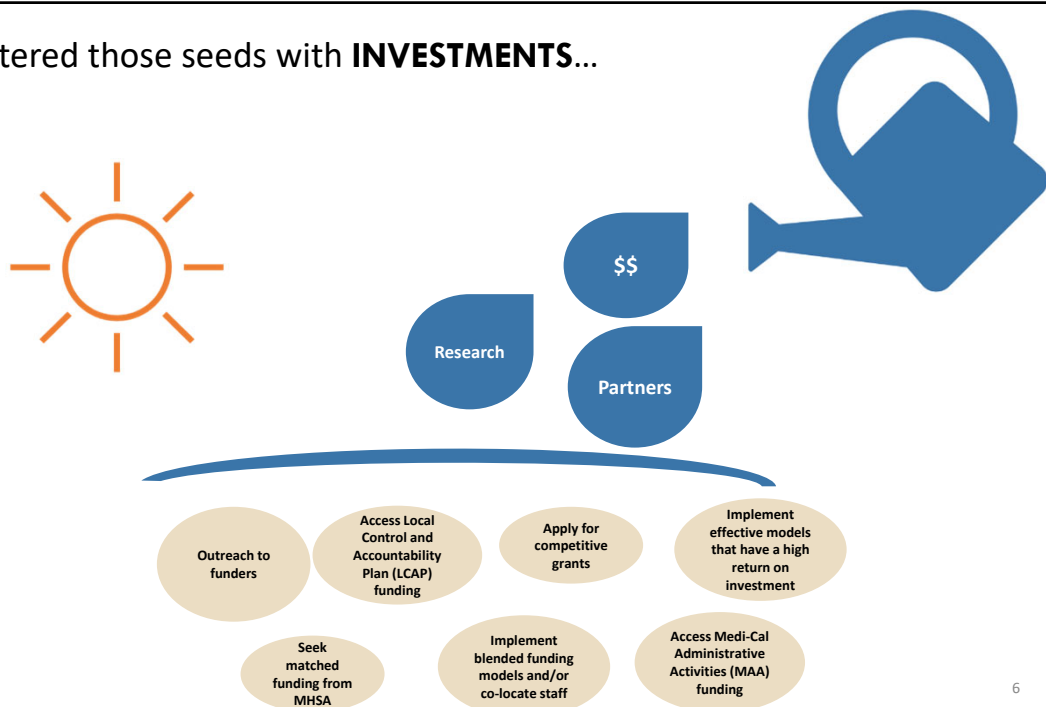 tered those seeds with INVESTMENTS...
$$
Research
Partners
Outreach to
funders
Access Local
Control and
Accountability
Plan (LCAP)
funding
Apply for
competitive
grants
Implement
effective models
that have a high
return on
investment
Seek
matched
funding from
MHSA
Implement
blended funding
models and/or
co-locate staff
Access Medi-Cal
Administrative
Activities (MAA)
funding
6